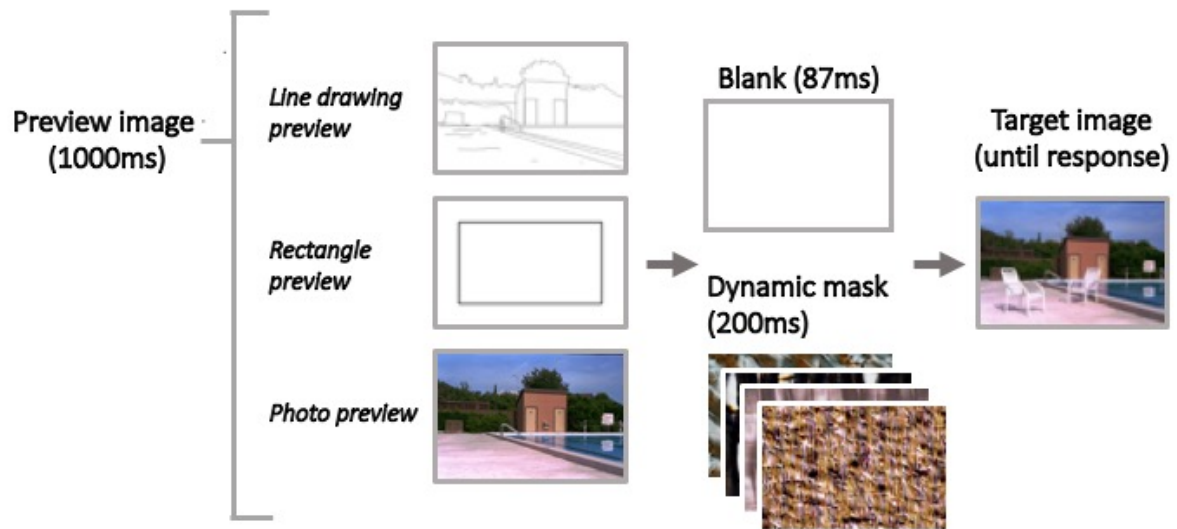 Preview image
(1000ms)
Line drawing
preview
Rectangle
preview
Photo preview
Blank (87ms)
Dynamic mask
(200ms)
Target image
(until response)